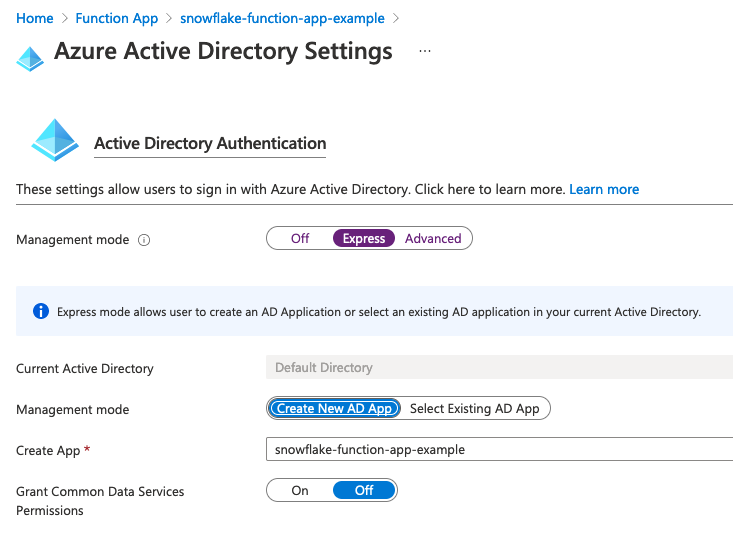 Home > Function App > snowflake-function-app-example >
Azure Active Directory Settings ...
Active Directory Authentication
These settings allow users to sign in with Azure Active Directory. Click here to learn more. Learn more
Management mode Off Express Advanced
Express mode allows user to create an AD Application or select an existing AD application in your current Active Directory.
Current Active Directory Default Directory
Management mode Create New AD App Select Existing AD App
Create App * snowflake-function-app-example
Grant Common Data Services On Off
Permissions